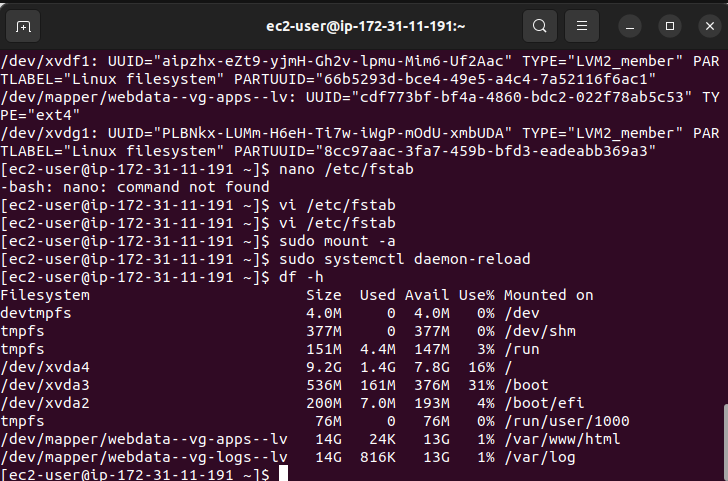 ec2-user@ip-172-31-11-191:~
/dev/xvdf1: UUID="aipzhx-eZt9-yjmH-Gh2v-lpmu-Mim6-Uf2Aac" TYPE="LVM2_member" PAR
TLABEL="Linux filesystem" PARTUUID="66b5293d-bce4-49e5-a4c4-7a52116f6ac1"
/dev/mapper/webdata--vg-apps--lv: UUID="cdf773bf-bf4a-4860-bdc2-022f78ab5c53" TY
PE="ext4"
/dev/xvdg1: UUID="PLBNkx-LUMm-H6eH-Ti7w-iWgP-mOdU-xmbUDA" TYPE="LVM2_member" PAR
TLABEL="Linux filesystem" PARTUUID="8cc97aac-3fa7-459b-bfd3-eadeabb369a3"
[ec2-user@ip-172-31-11-191 ~]$ nano /etc/fstab
-bash: nano: command not found
[ec2-user@ip-172-31-11-191 ~]$ vi /etc/fstab
[ec2-user@ip-172-31-11-191 ~]$ vi /etc/fstab
[ec2-user@ip-172-31-11-191 ~]$ sudo mount -a
[ec2-user@ip-172-31-11-191 ~]$ sudo systemctl daemon-reload
[ec2-user@ip-172-31-11-191 ~]$ df -h
Filesystem                        Size  Used Avail Use% Mounted on
devtmpfs                          4.0M     0  4.0M   0% /dev
tmpfs                             377M     0  377M   0% /dev/shm
tmpfs                             151M  4.4M  147M   3% /run
/dev/xvda4                        9.2G  1.4G  7.8G  16% /
/dev/xvda3                        536M  161M  376M  31% /boot
/dev/xvda2                        200M  7.0M  193M   4% /boot/efi
tmpfs                              76M     0   76M   0% /run/user/1000
/dev/mapper/webdata--vg-apps--lv   14G   24K   13G   1% /var/www/html
/dev/mapper/webdata--vg-logs--lv   14G  816K   13G   1% /var/log
[ec2-user@ip-172-31-11-191 ~]$